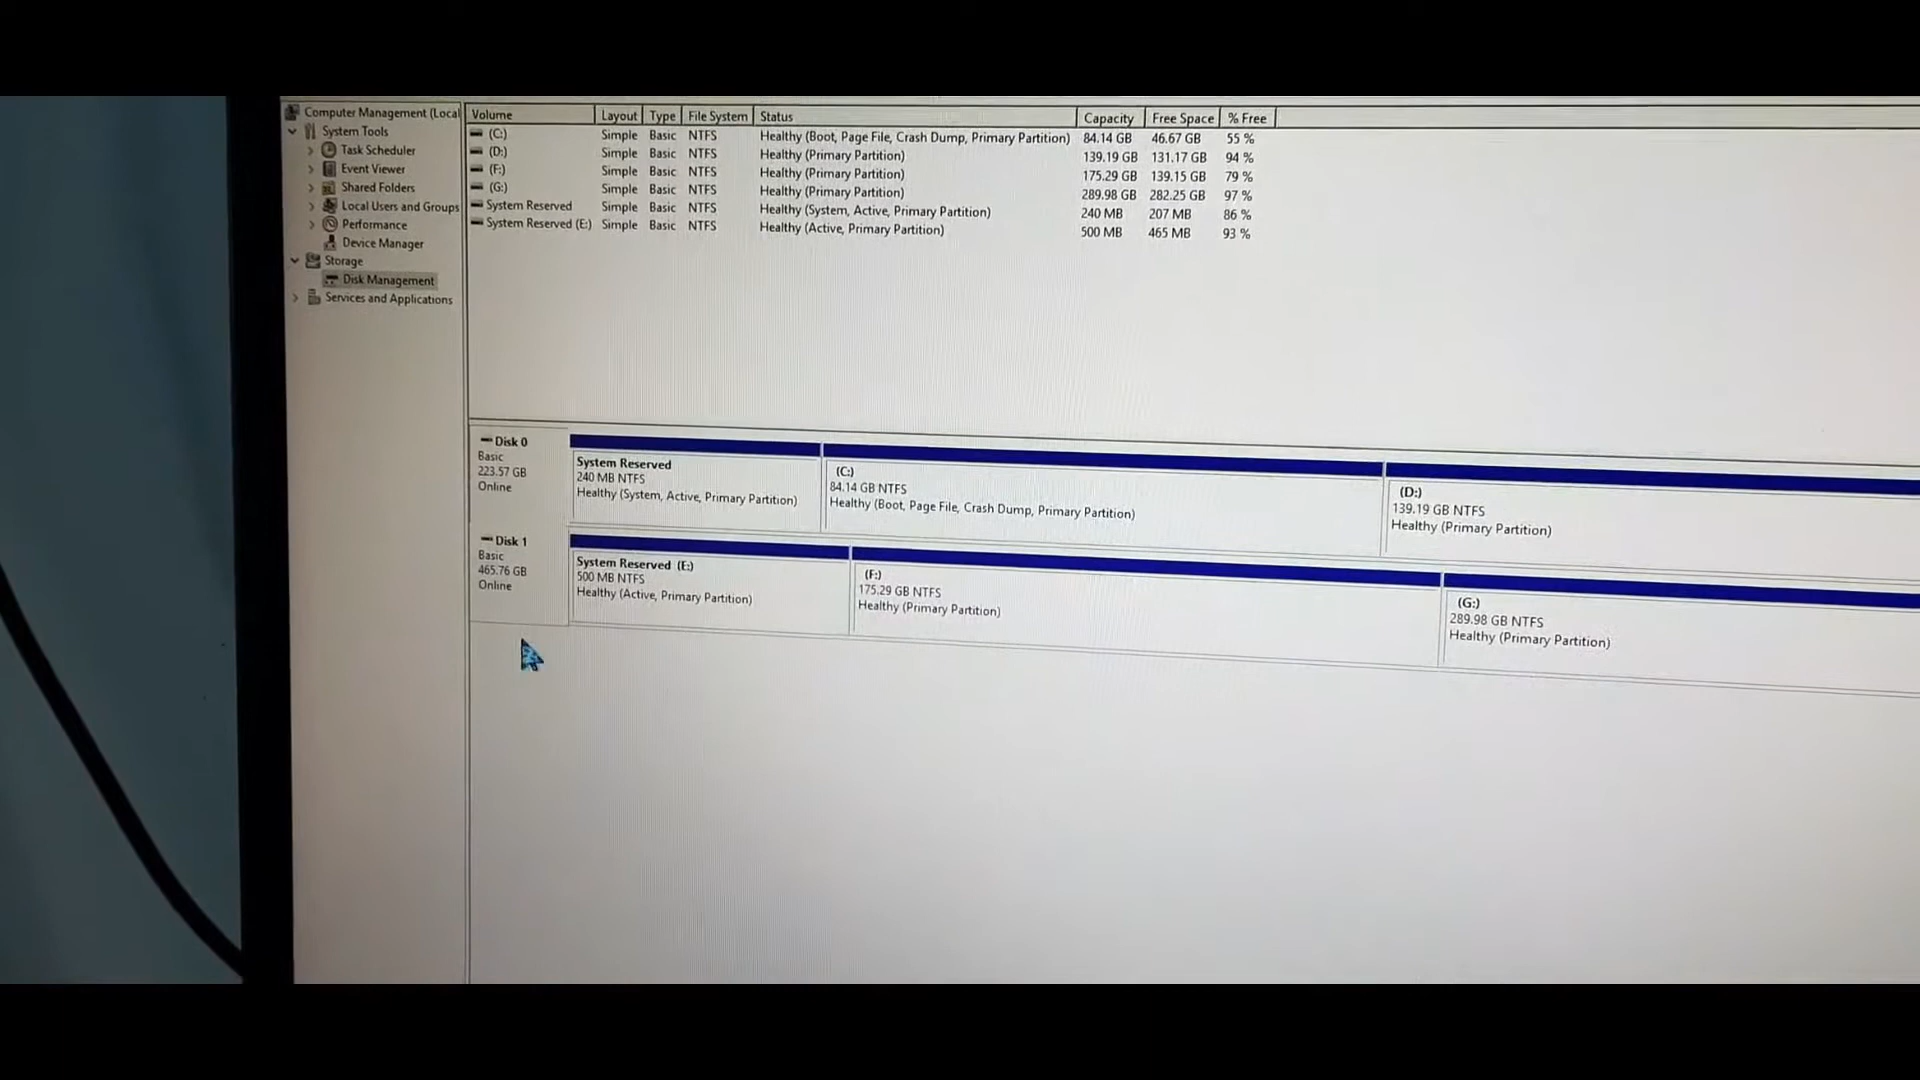 Computer Management (Local
System Tools
Task Scheduler
Event Viewer
Shared Folders
Local Users and Groups
Performance
Device Manager
Storage
Disk Management
Services and Applications
Volume Layout Type File System Status Capacity Free Space % Free
(C:) Simple Basic NTFS Healthy (Boot, Page File, Crash Dump, Primary Partition) 84.14 GB 46.67 GB 55 %
(D:) Simple Basic NTFS Healthy (Primary Partition) 139.19 GB 131.17 GB 94 %
(F:) Simple Basic NTFS Healthy (Primary Partition) 175.29 GB 139.15 GB 79 %
(G:) Simple Basic NTFS Healthy (Primary Partition) 289.98 GB 282.25 GB 97 %
System Reserved Simple Basic NTFS Healthy (System, Active, Primary Partition) 240 MB 207 MB 86 %
System Reserved (E:) Simple Basic NTFS Healthy (Active, Primary Partition) 500 MB 465 MB 93 %
Disk 0
Basic
223.57 GB
Online
System Reserved
240 MB NTFS
Healthy (System, Active, Primary Partition)
(C:)
84.14 GB NTFS
Healthy (Boot, Page File, Crash Dump, Primary Partition)
(D:)
139.19 GB NTFS
Healthy (Primary Partition)
Disk 1
Basic
465.76 GB
Online
System Reserved (E:)
500 MB NTFS
Healthy (Active, Primary Partition)
(F:)
175.29 GB NTFS
Healthy (Primary Partition)
(G:)
289.98 GB NTFS
Healthy (Primary Partition)